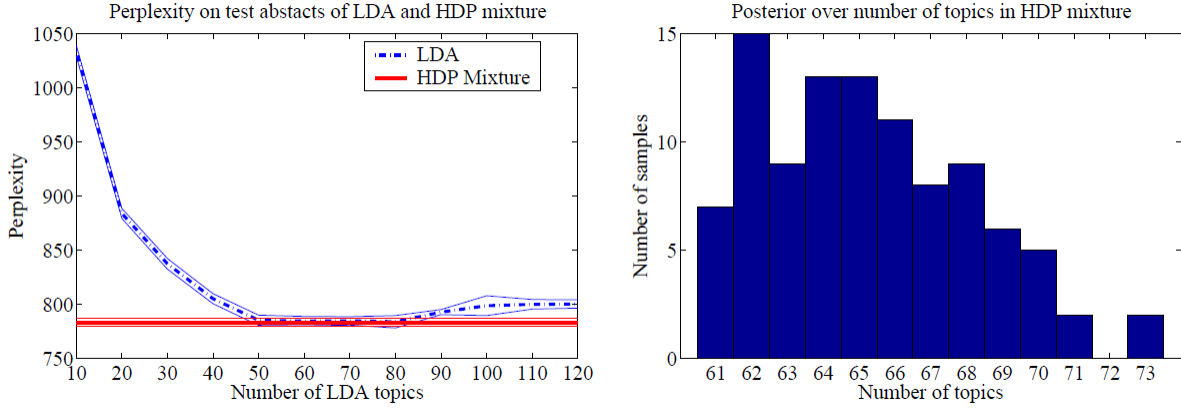 Perplexity on test abstacts of LDA and HDP mixture
1050
1000
950
900
850
800
750
Perplexity
LDA
HDP Mixture
10 20 30 40 50 60 70 80 90 100 110 120
Number of LDA topics
Posterior over number of topics in HDP mixture
15
10
5
0
Number of samples
61 62 63 64 65 66 67 68 69 70 71 72 73
Number of topics